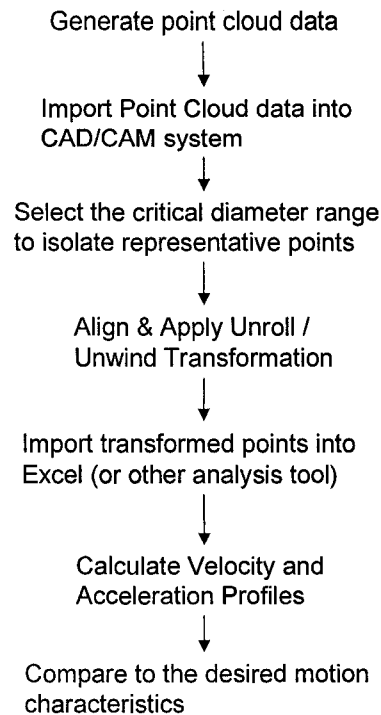 Generate point cloud data
Import Point Cloud data into
CAD/CAM system
Select the critical diameter range
to isolate representative points
Align & Apply Unroll /
Unwind Transformation
Import transformed points into
Excel (or other analysis tool)
Calculate Velocity and
Acceleration Profiles
Compare to the desired motion
characteristics